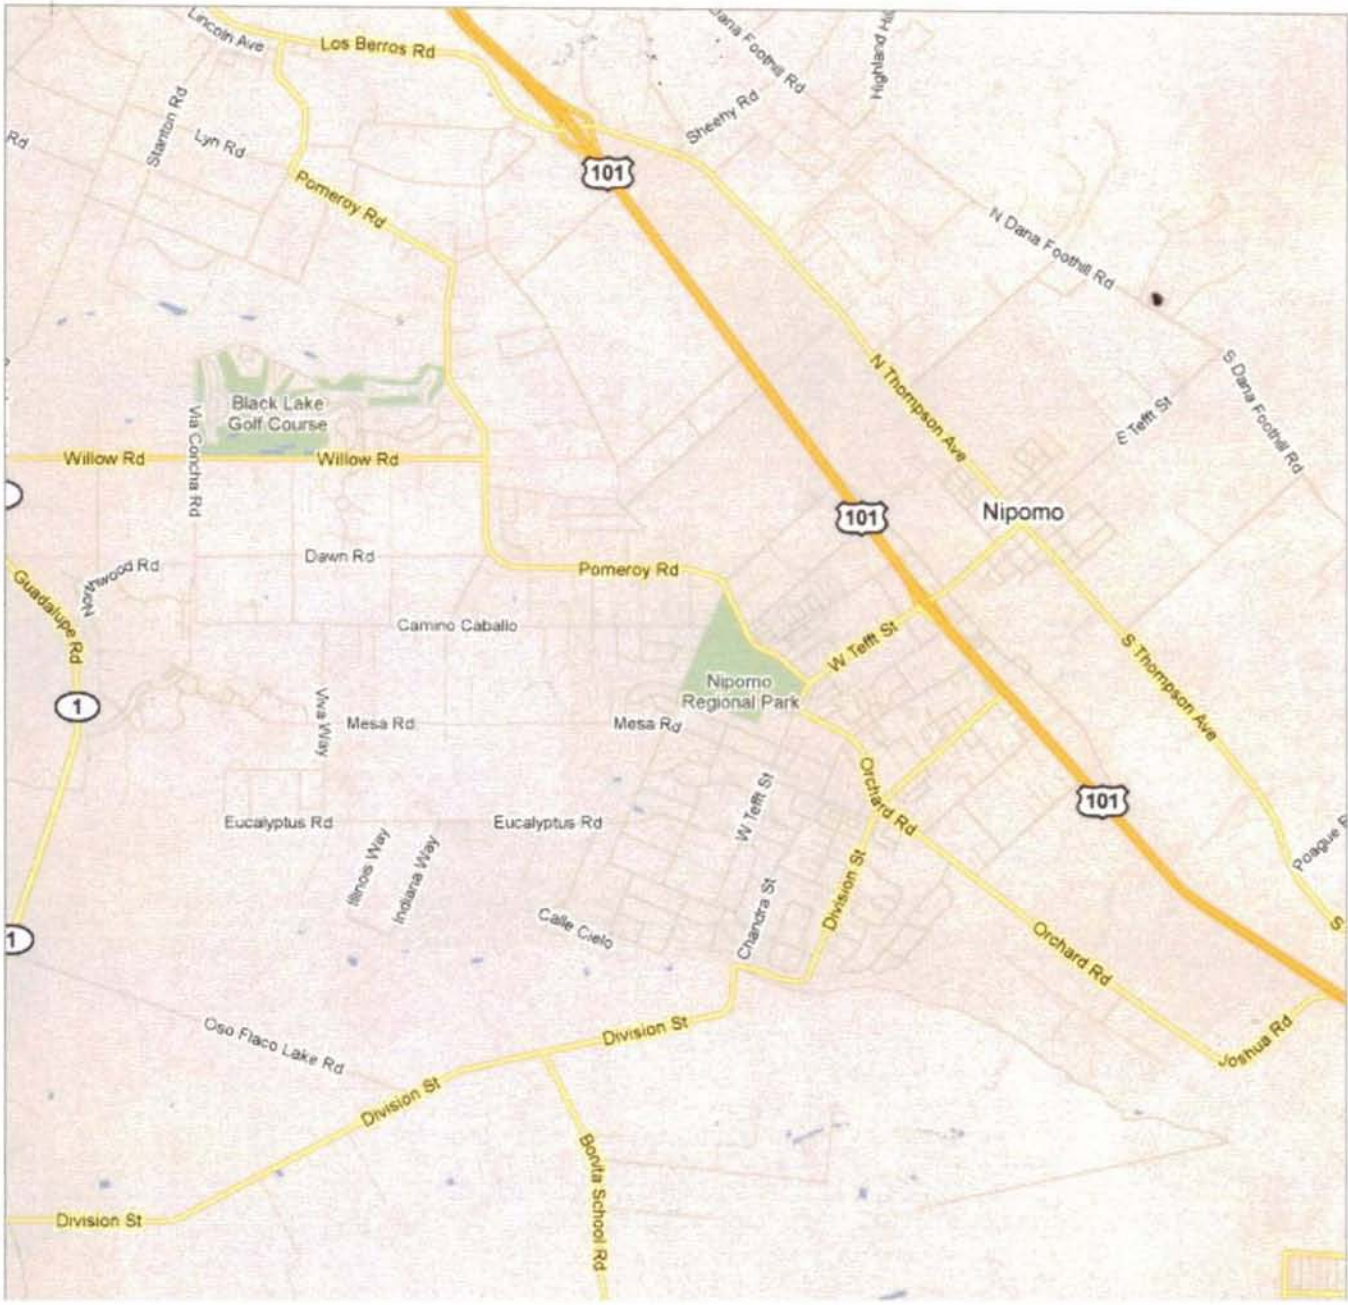 Lincoln Ave
Los Berros Rd
Dana Foothill Rd
Highland
Sheehy Rd
Stanton Rd
Lyn Rd
Rd
101
Pomeroy Rd
N Dana Foothill Rd
S Dana Foothill Rd
N Thompson Ave
E Tefft St
Black Lake
Golf Course
Via Concha Rd
Willow Rd
Willow Rd
101
Nipomo
Dawn Rd
Pomeroy Rd
Guadalupe Rd
Camino Caballo
W Tefft St
S Thompson Ave
Nipomo
Regional Park
1
Viva Way
Mesa Rd
Mesa Rd
Orchard Rd
101
Eucalyptus Rd
Eucalyptus Rd
W Tefft St
Illinois Way
Indiana Way
Division St
Poague
Calle Cielo
Chandra St
1
S
Orchard Rd
Oso Flaco Lake Rd
Division St
Joshua Rd
Division St
Bonita School Rd
Division St